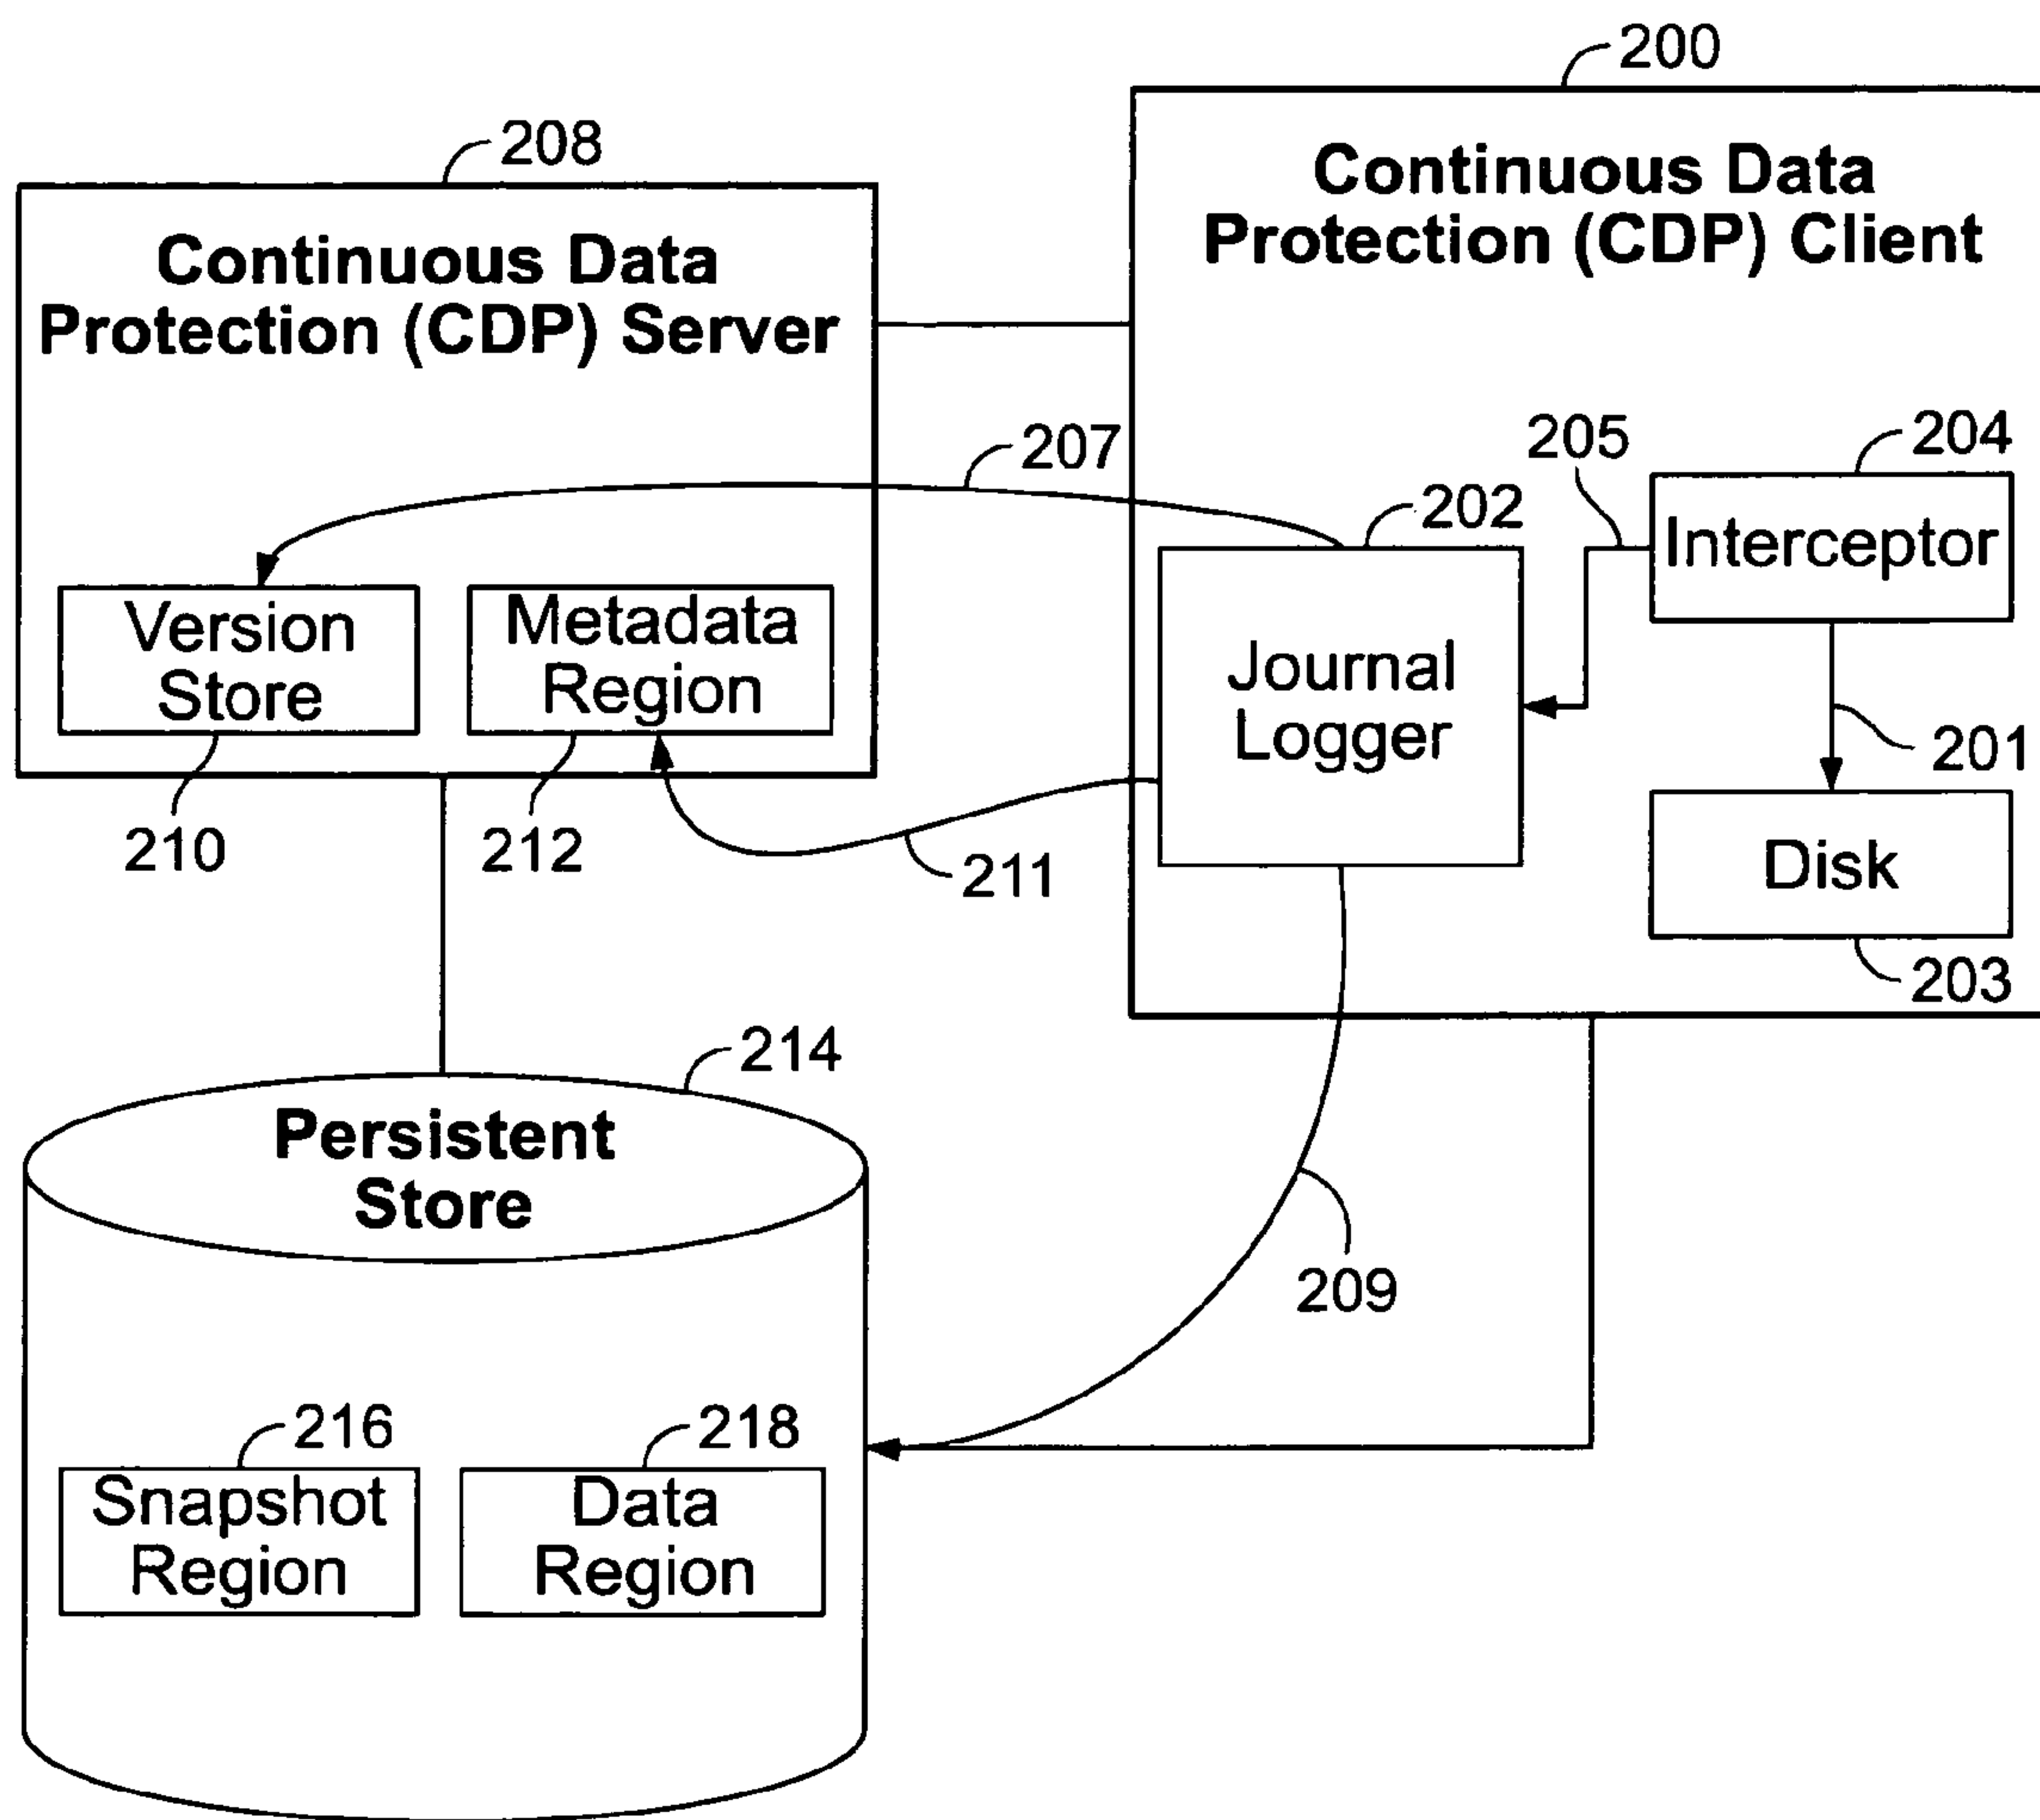 200
208
Continuous Data
Protection (CDP) Client
Continuous Data
Protection (CDP) Server
207
205
204
202
Interceptor
Version
Store
Metadata
Region
Journal
Logger
201
210
212
211
Disk
203
214
Persistent
Store
209
216
218
Snapshot
Region
Data
Region